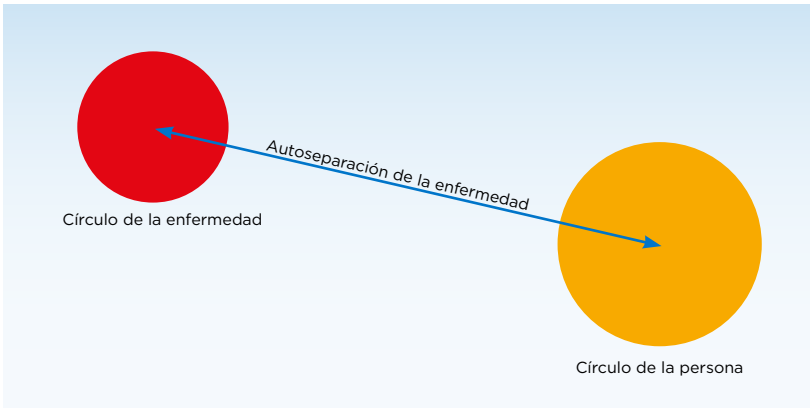 Autoseparación de la enfermedad
Círculo de la enfermedad
Círculo de la persona